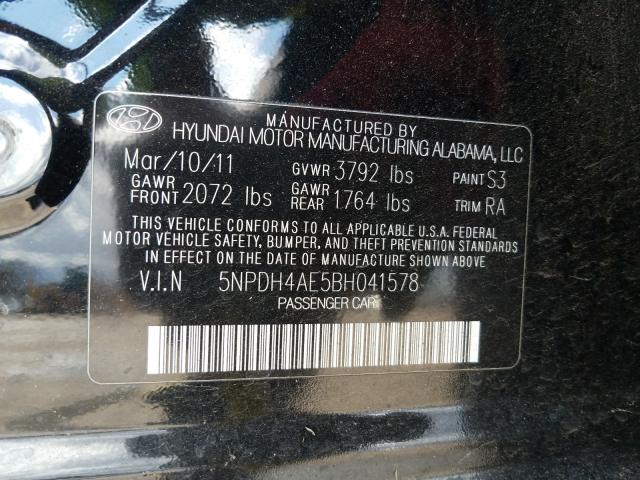 MANUFACTURED BY
HYUNDAI MOTOR MANUFACTURING ALABAMA, LLC
Mar/10/11 GVWR 3792 lbs PAINT S3
GAWR FRONT 2072 lbs GAWR REAR 1764 lbs TRIM RA
THIS VEHICLE CONFORMS TO ALL APPLICABLE U.S.A. FEDERAL
MOTOR VEHICLE SAFETY, BUMPER, AND THEFT PREVENTION STANDARDS
IN EFFECT ON THE DATE OF MANUFACTURE SHOWN ABOVE
V.I.N 5NPDH4AE5BH041578
PASSENGER CAR